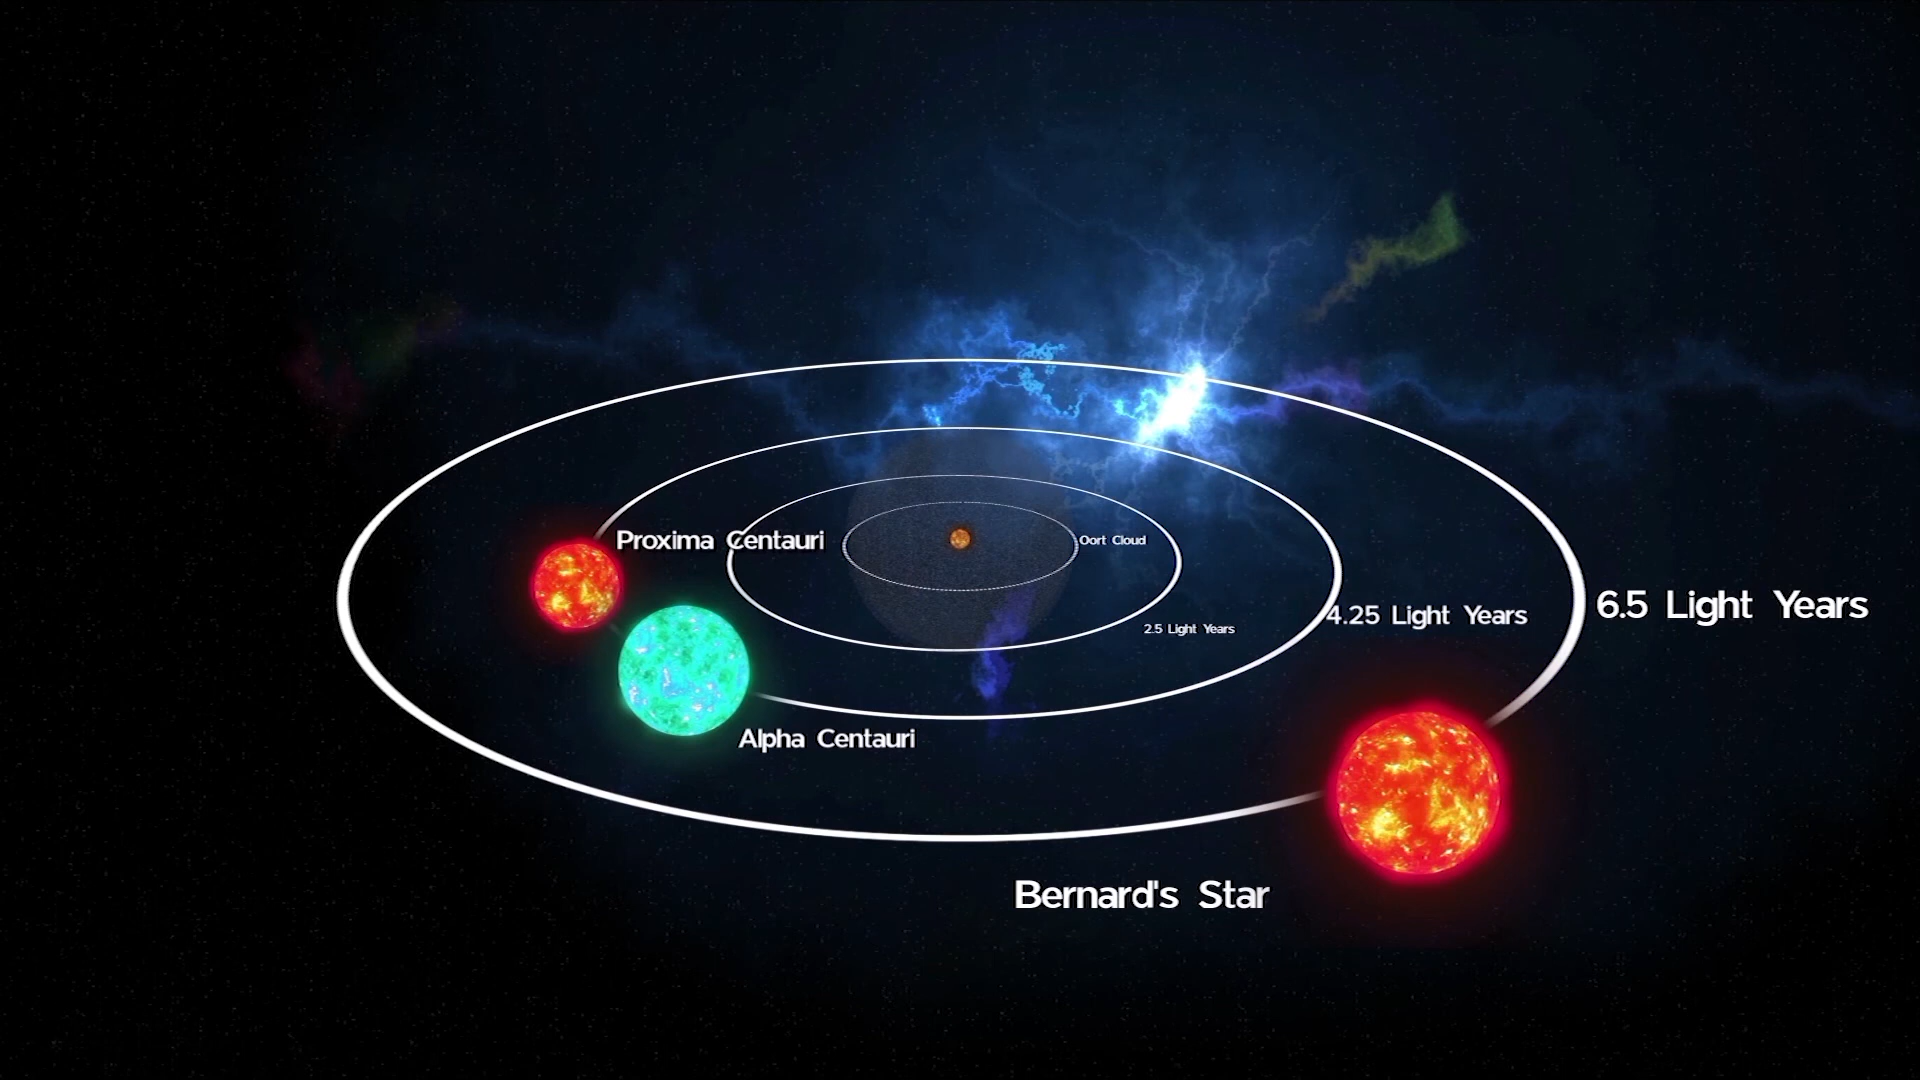 Proxima Centauri
Oort Cloud
2.5 Light Years
4.25 Light Years
6.5 Light Years
Alpha Centauri
Bernard's Star